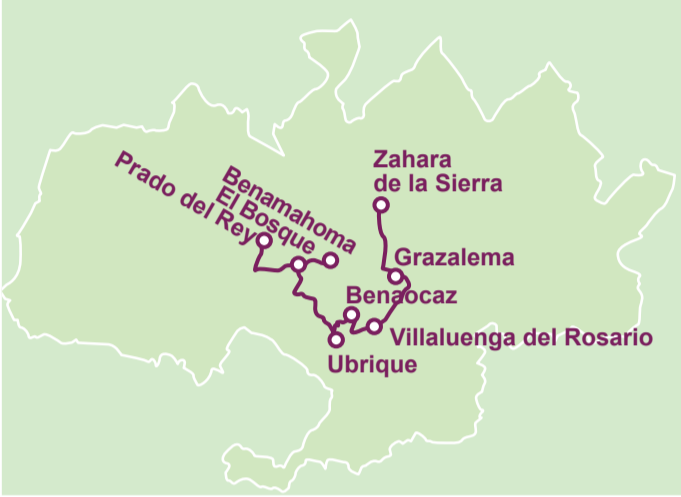 Zahara
de la Sierra
Benamahoma
El Bosque
Prado del Rey
Grazalema
Benaocaz
Villaluenga del Rosario
Ubrique